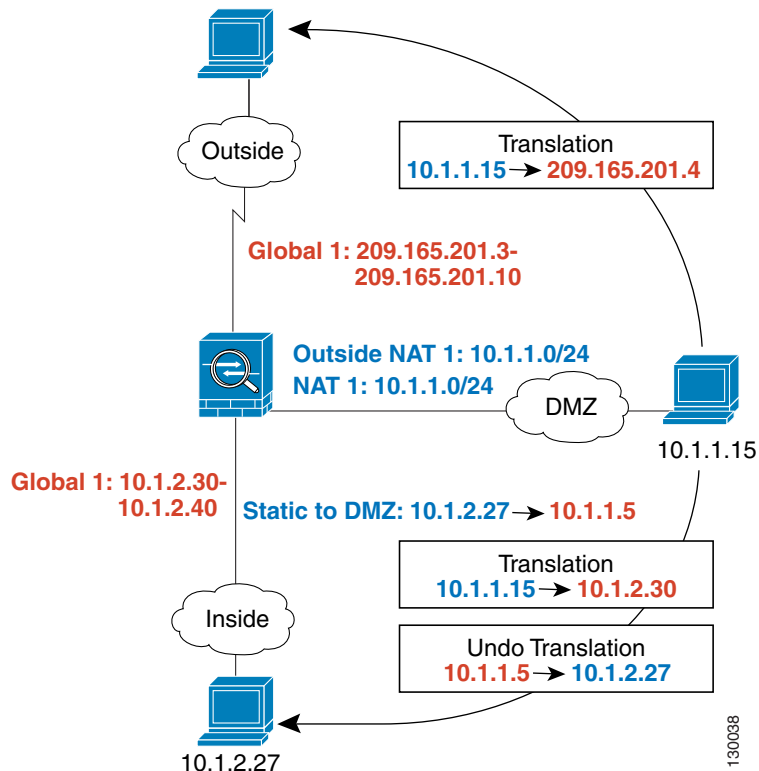 Outside
Translation
10.1.1.15 → 209.165.201.4
Global 1: 209.165.201.3-
209.165.201.10
Outside NAT 1: 10.1.1.0/24
NAT 1: 10.1.1.0/24
DMZ
10.1.1.15
Global 1: 10.1.2.30-
10.1.2.40
Static to DMZ: 10.1.2.27 → 10.1.1.5
Translation
10.1.1.15 → 10.1.2.30
Inside
Undo Translation
10.1.1.5 → 10.1.2.27
10.1.2.27
130038